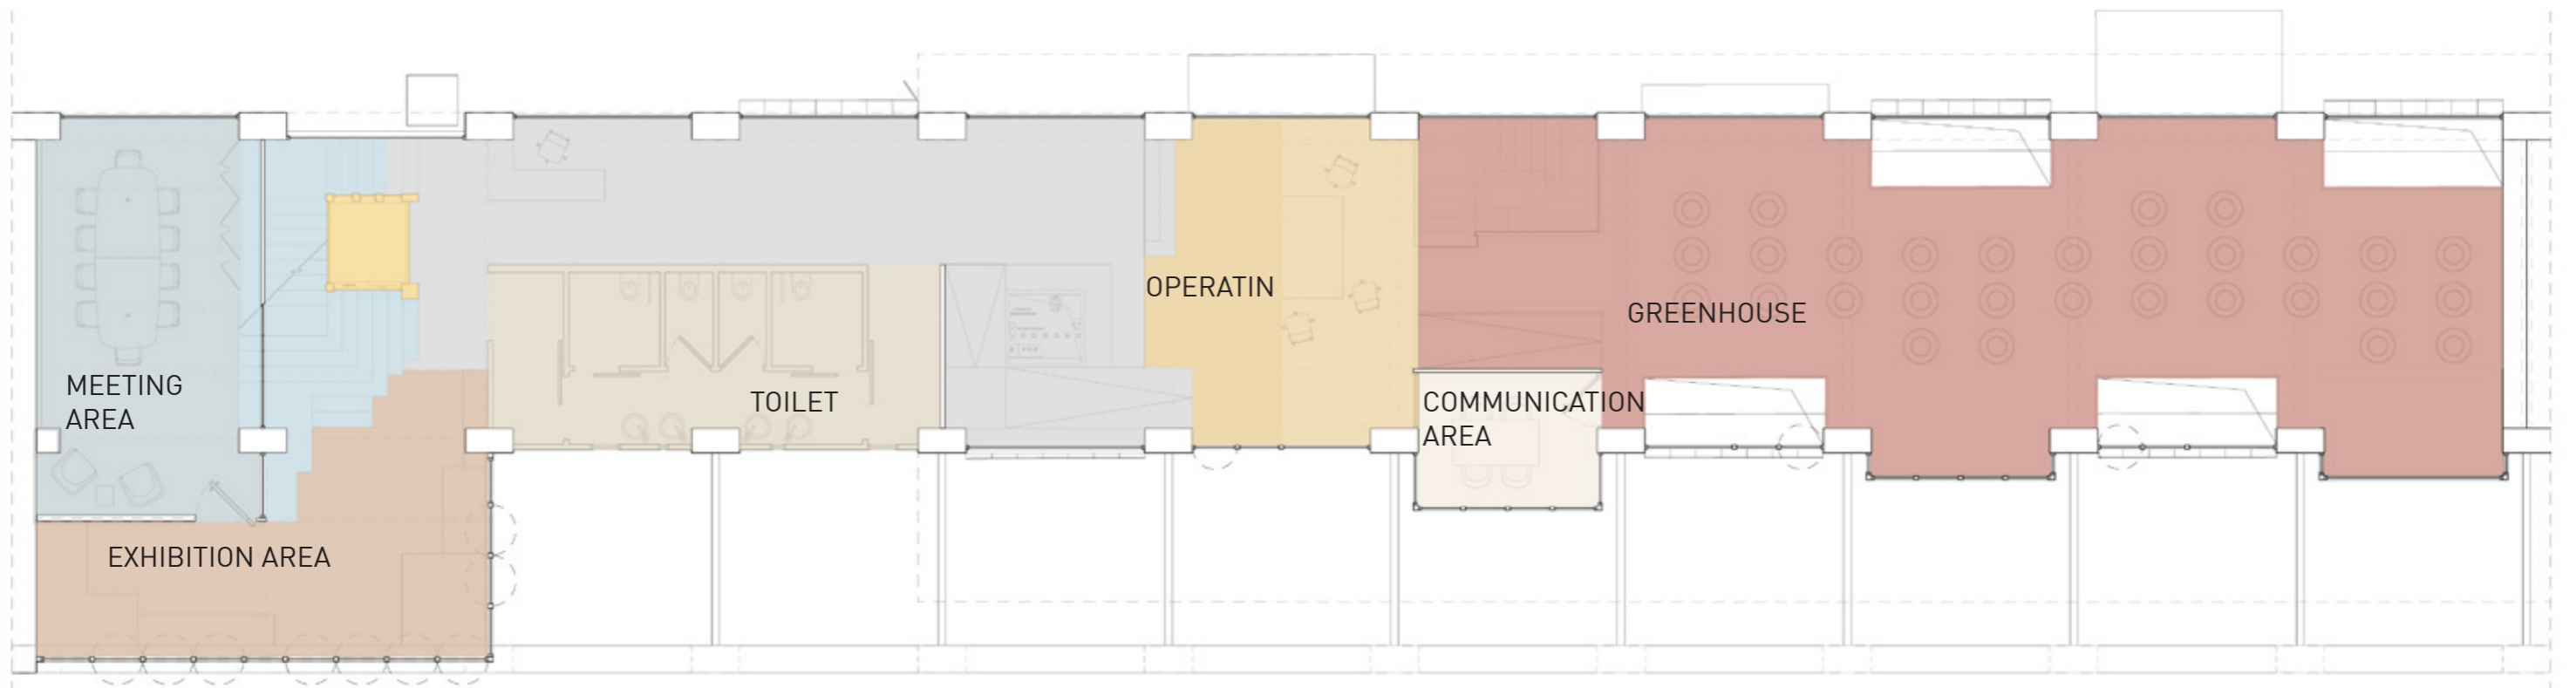 OPERATIN
GREENHOUSE
MEETING
AREA
TOILET
COMMUNICATION
AREA
EXHIBITION AREA